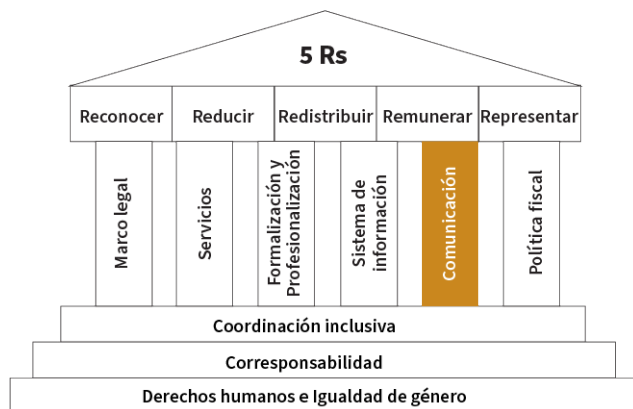 5 Rs
Reconocer
Reducir
Redistribuir
Remunerar
Representar
Marco legal
Servicios
Formalización y
Profesionalización
Sistema de
información
Comunicación
Política fiscal
Coordinación inclusiva
Corresponsabilidad
Derechos humanos e Igualdad de género